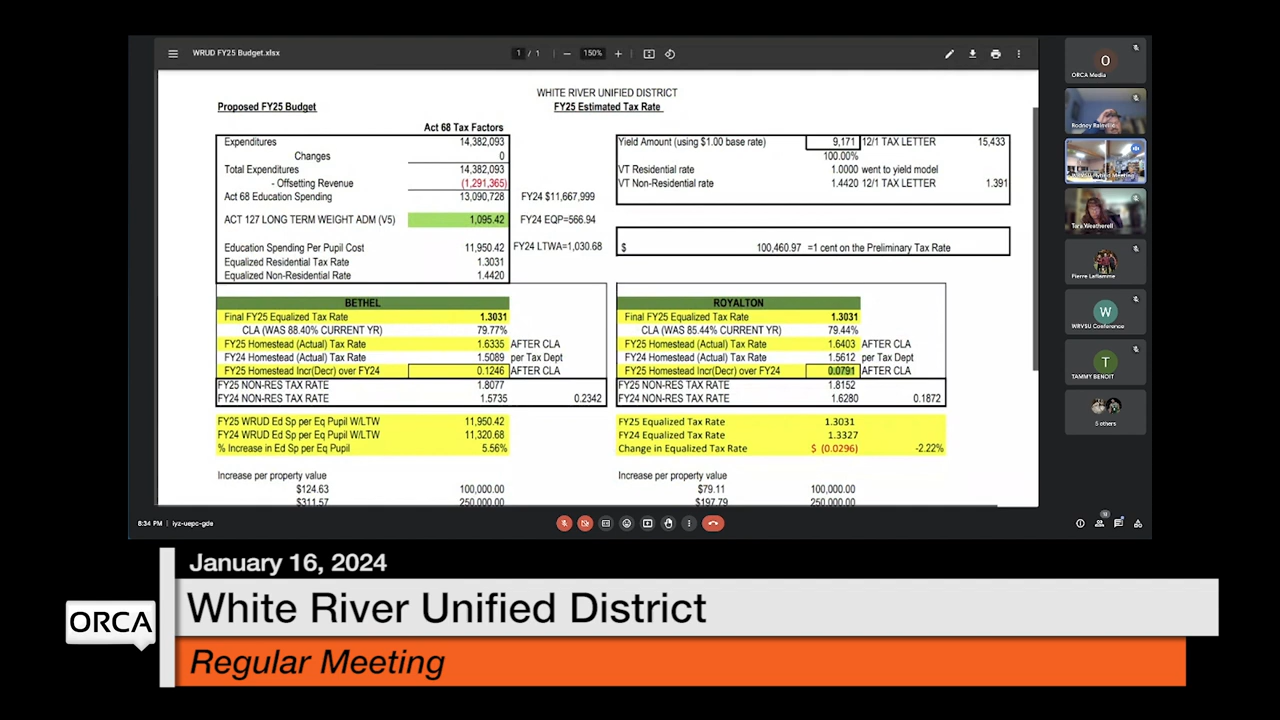 WRUD FY25 Budget.xlsx 1 / 1 150%
WHITE RIVER UNIFIED DISTRICT
Proposed FY25 Budget FY25 Estimated Tax Rate
Act 68 Tax Factors
Expenditures 14,382,093
Changes 0
Total Expenditures 14,382,093
- Offsetting Revenue (1,291,365)
Act 68 Education Spending 13,090,728 FY24 $11,667,999
ACT 127 LONG TERM WEIGHT ADM (V5) 1,095.42 FY24 EQP=566.94
Education Spending Per Pupil Cost 11,950.42 FY24 LTWA=1,030.68
Equalized Residential Tax Rate 1.3031
Equalized Non-Residential Rate 1.4420
Yield Amount (using $1.00 base rate) 9,171 12/1 TAX LETTER 15,433
100.00%
VT Residential rate 1.0000 went to yield model
VT Non-Residential rate 1.4420 12/1 TAX LETTER 1.391
$ 100,460.97 =1 cent on the Preliminary Tax Rate
BETHEL
Final FY25 Equalized Tax Rate 1.3031
CLA (WAS 88.40% CURRENT YR) 79.77%
FY25 Homestead (Actual) Tax Rate 1.6335 AFTER CLA
FY24 Homestead (Actual) Tax Rate 1.5089 per Tax Dept
FY25 Homestead Incr(Decr) over FY24 0.1246 AFTER CLA
FY25 NON-RES TAX RATE 1.8077
FY24 NON-RES TAX RATE 1.5735 0.2342
FY25 WRUD Ed Sp per Eq Pupil W/LTW 11,950.42
FY24 WRUD Ed Sp per Eq Pupil W/LTW 11,320.68
% Increase in Ed Sp per Eq Pupil 5.56%
Increase per property value
$124.63 100,000.00
$311.57 250,000.00
ROYALTON
Final FY25 Equalized Tax Rate 1.3031
CLA (WAS 85.44% CURRENT YR) 79.44%
FY25 Homestead (Actual) Tax Rate 1.6403 AFTER CLA
FY24 Homestead (Actual) Tax Rate 1.5612 per Tax Dept
FY25 Homestead Incr(Decr) over FY24 0.0791 AFTER CLA
FY25 NON-RES TAX RATE 1.8152
FY24 NON-RES TAX RATE 1.6280 0.1872
FY25 Equalized Tax Rate 1.3031
FY24 Equalized Tax Rate 1.3327
Change in Equalized Tax Rate $ (0.0296) -2.22%
Increase per property value
$79.11 100,000.00
$197.79 250,000.00
O
ORCA Media
Rodney
WRVSU Hybrid Meeting
Tara Weatherell
Pierre Laflamme
W
WRVSU Conference
T
TAMMY BENOIT
5 others
8:34 PM | iyz-uepc-gde
January 16, 2024
ORCA
White River Unified District
Regular Meeting